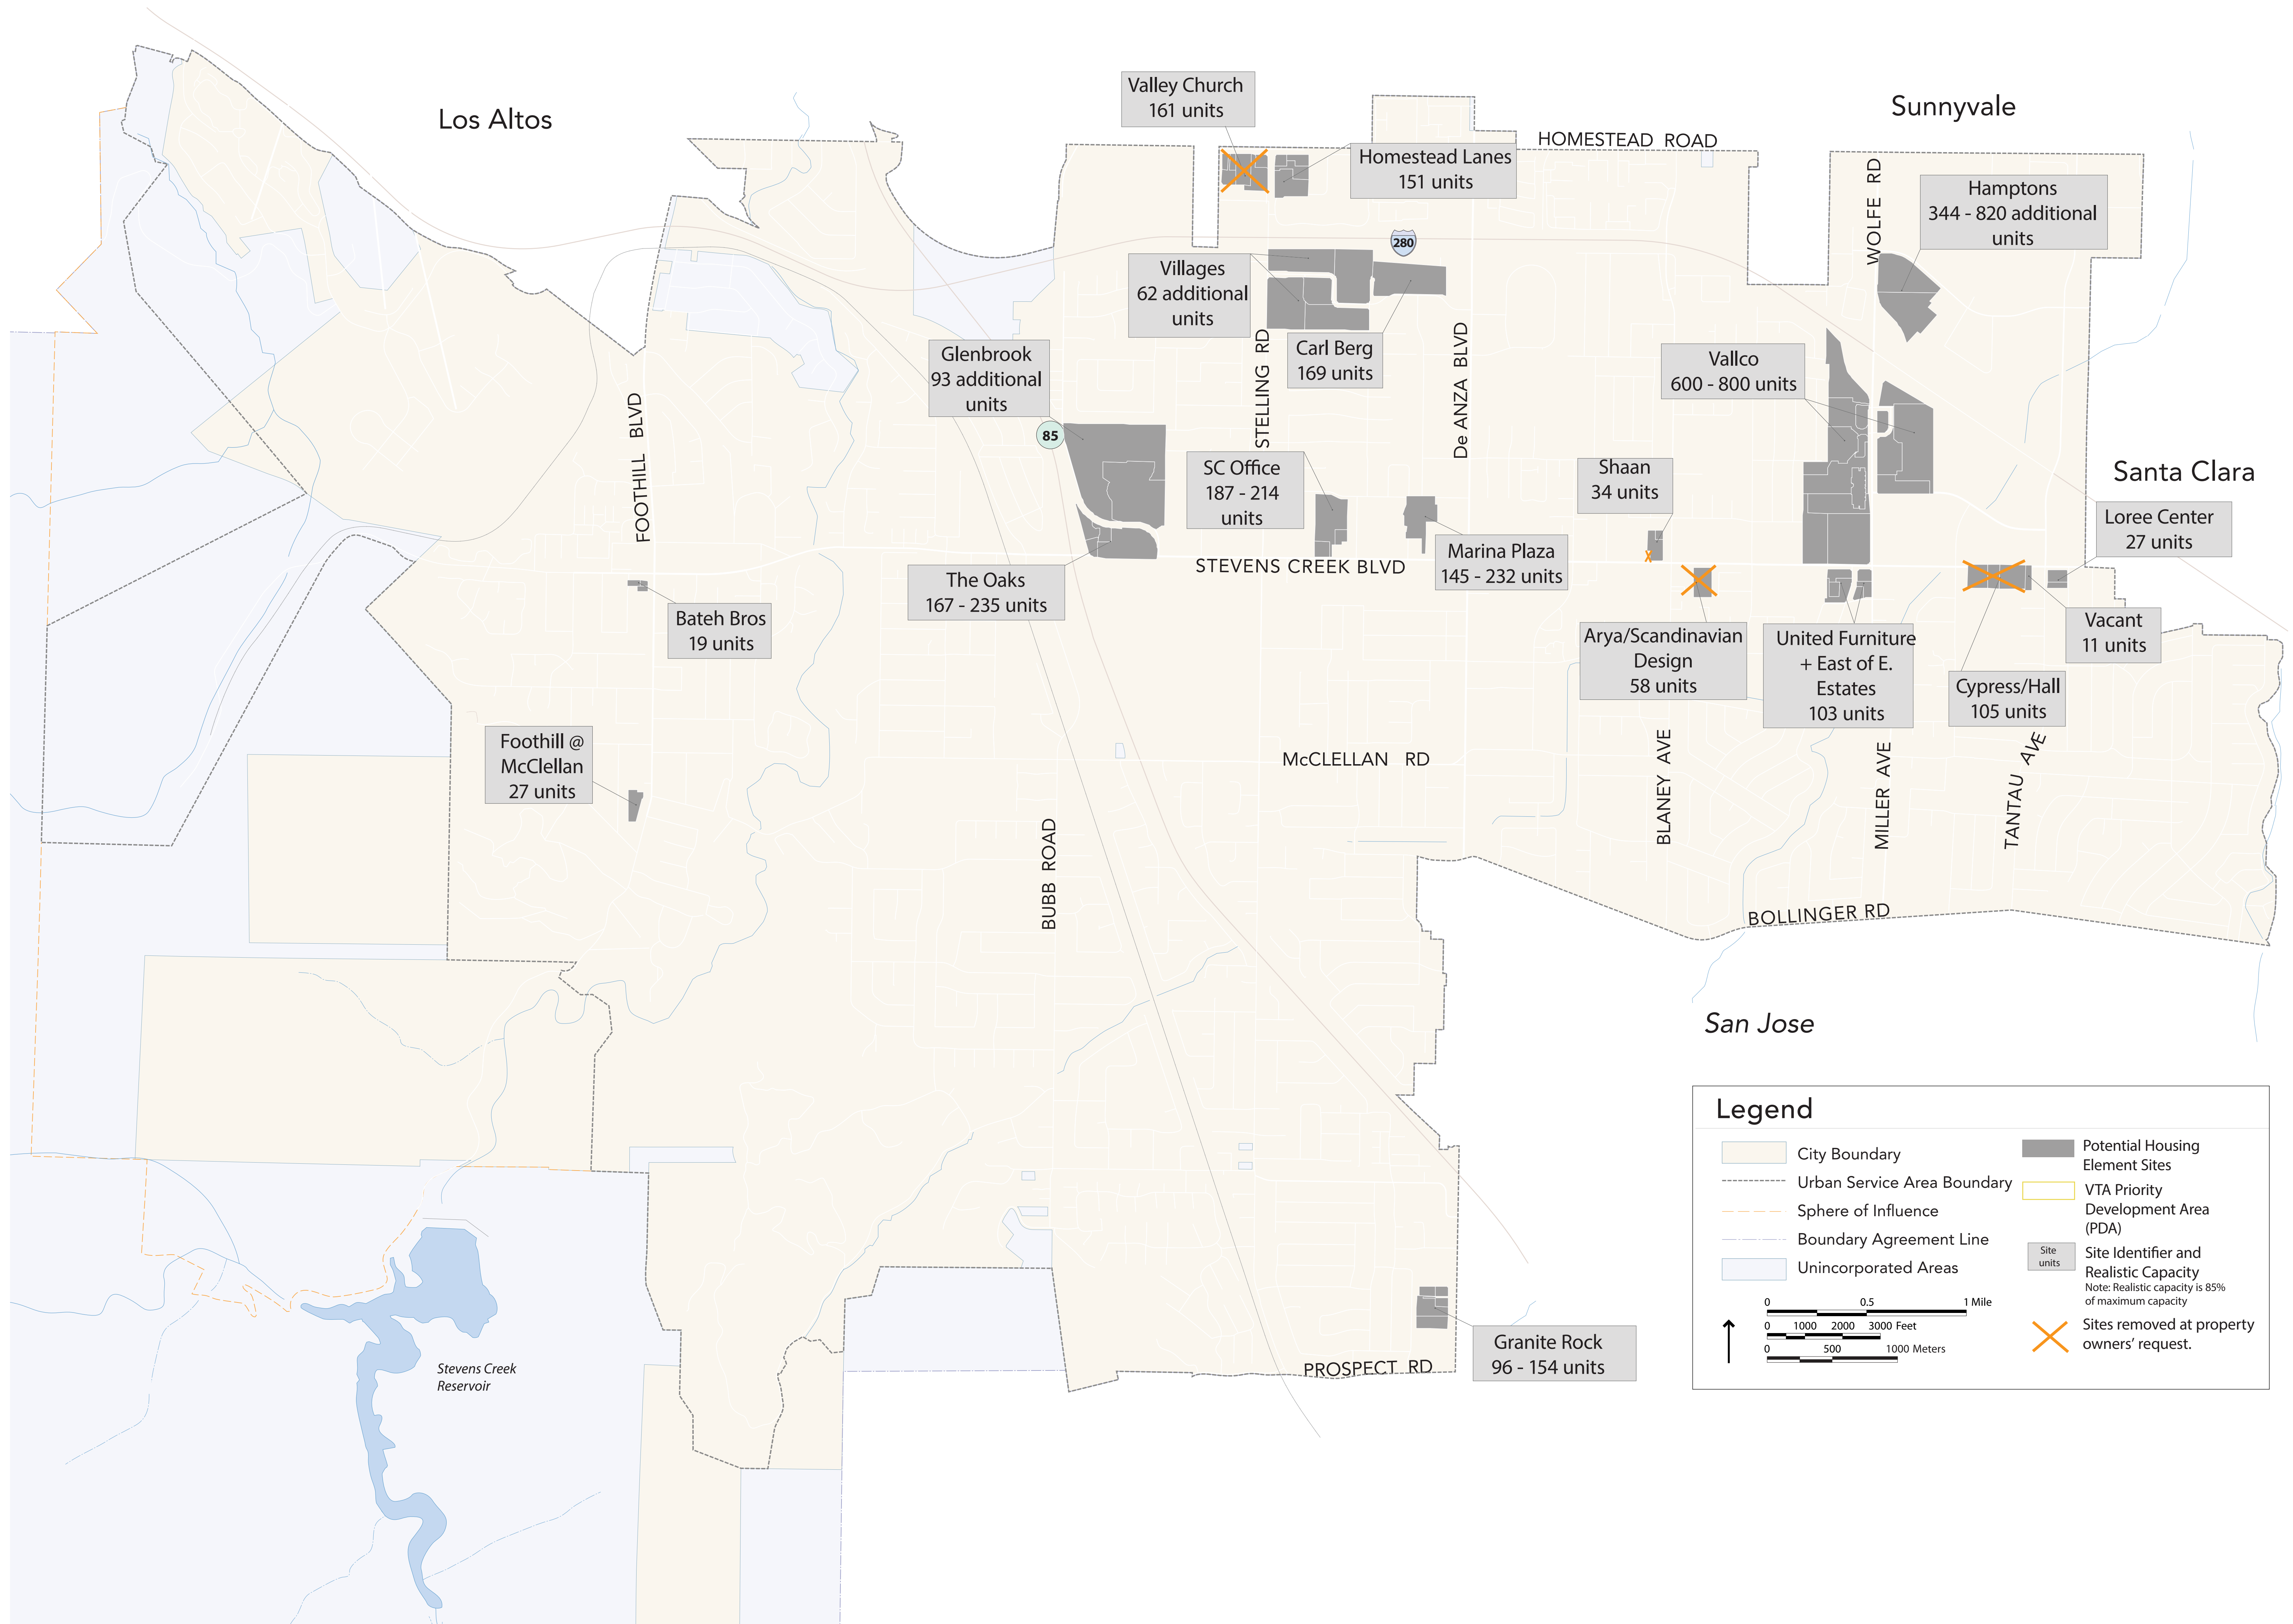 Los Altos
Sunnyvale
Santa Clara
San Jose
Valley Church
161 units
Homestead Lanes
151 units
HOMESTEAD ROAD
WOLFE RD
Hamptons
344 - 820 additional
units
280
Villages
62 additional
units
Carl Berg
169 units
STELLING RD
De ANZA BLVD
Glenbrook
93 additional
units
85
Vallco
600 - 800 units
FOOTHILL BLVD
SC Office
187 - 214
units
Shaan
34 units
Loree Center
27 units
Marina Plaza
145 - 232 units
STEVENS CREEK BLVD
The Oaks
167 - 235 units
Bateh Bros
19 units
Arya/Scandinavian
Design
58 units
United Furniture
+ East of E.
Estates
103 units
Vacant
11 units
Cypress/Hall
105 units
Foothill @
McClellan
27 units
McCLELLAN RD
BUBB ROAD
BLANEY AVE
MILLER AVE
TANTAU AVE
BOLLINGER RD
Stevens Creek
Reservoir
Granite Rock
96 - 154 units
PROSPECT RD
Legend
City Boundary
Urban Service Area Boundary
Sphere of Influence
Boundary Agreement Line
Unincorporated Areas
0 0.5 1 Mile
0 1000 2000 3000 Feet
0 500 1000 Meters
Potential Housing
Element Sites
VTA Priority
Development Area
(PDA)
Site
units
Site Identifier and
Realistic Capacity
Note: Realistic capacity is 85%
of maximum capacity
Sites removed at property
owners’ request.